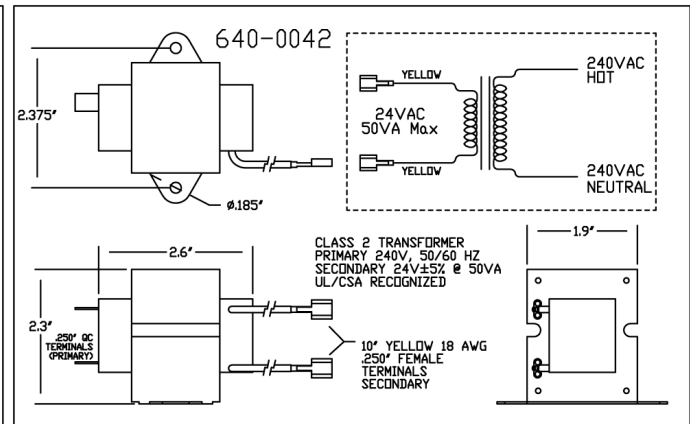 640-0042
2.375"
Ø.185"
YELLOW
24VAC
50VA Max
YELLOW
240VAC
HOT
240VAC
NEUTRAL
2.6"
2.3"
.250" QC
TERMINALS
(PRIMARY)
CLASS 2 TRANSFORMER
PRIMARY 240V, 50/60 HZ
SECONDARY 24V±5% @ 50VA
UL/CSA RECOGNIZED
10" YELLOW 18 AWG
.250" FEMALE
TERMINALS
SECONDARY
1.9"